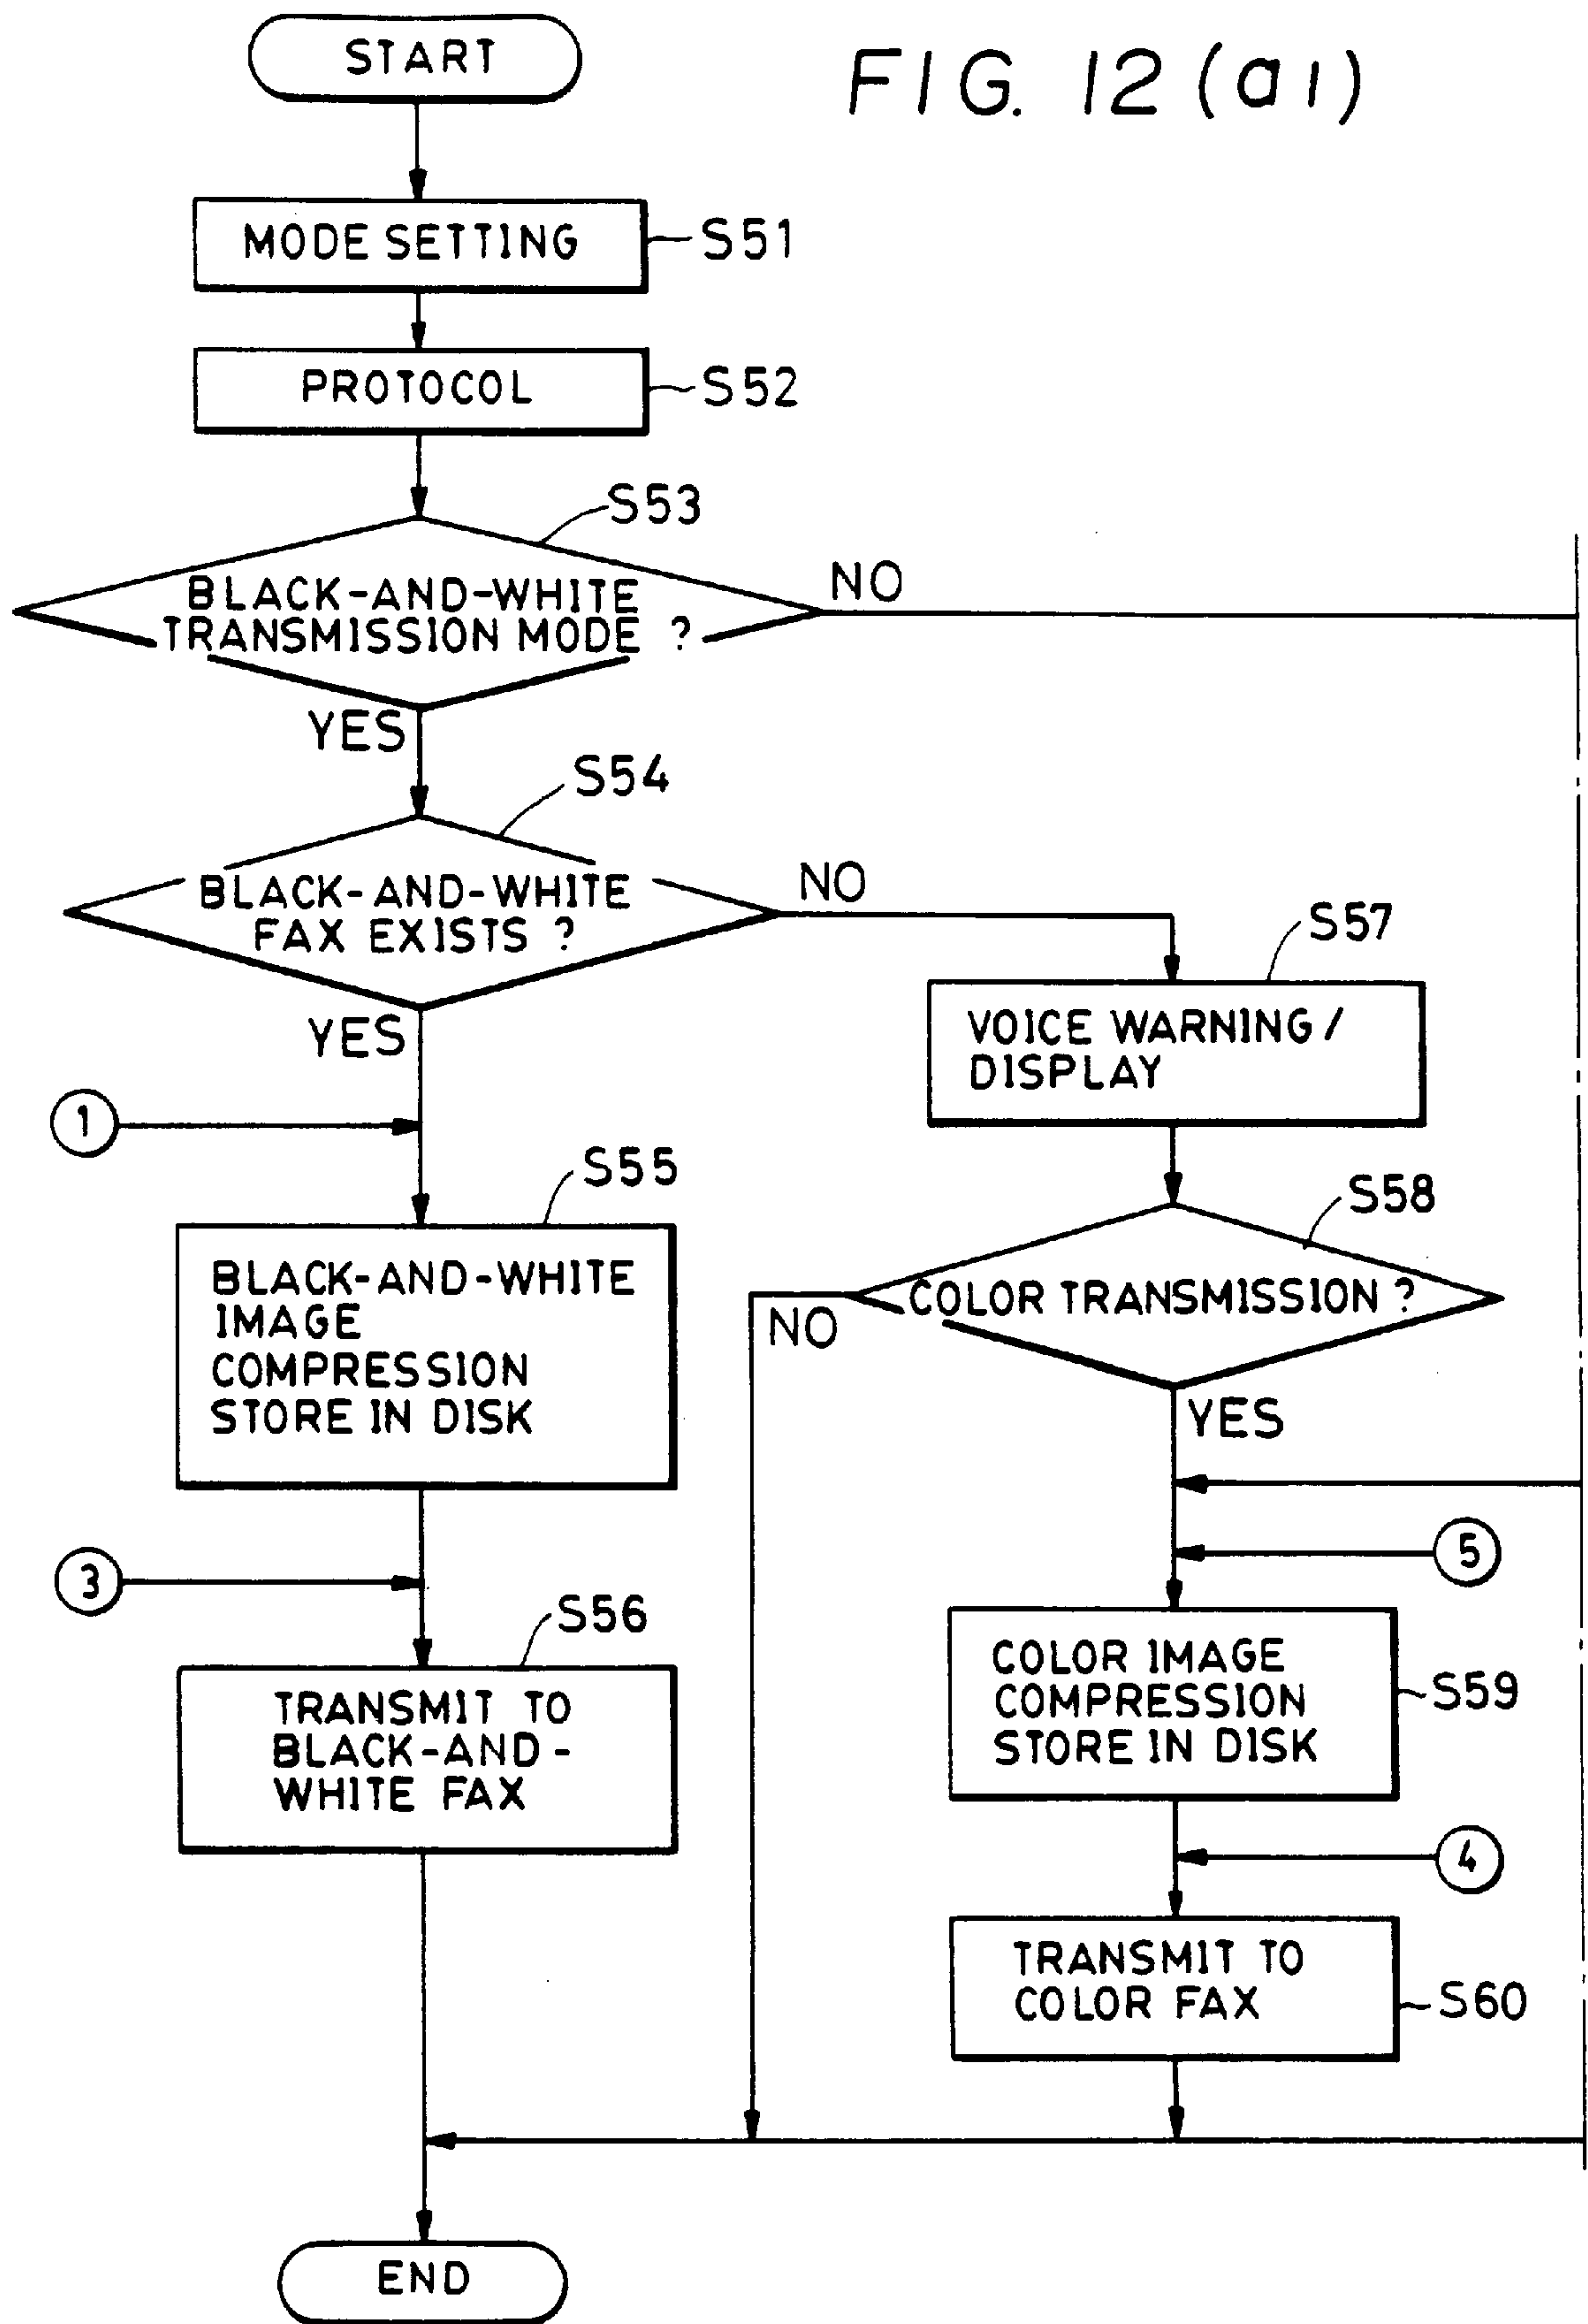 START
FIG. 12 (a1)
MODE SETTING
S51
PROTOCOL
S52
S53
BLACK-AND-WHITE
TRANSMISSION MODE ?
NO
YES
S54
BLACK-AND-WHITE
FAX EXISTS ?
NO
YES
S57
VOICE WARNING /
DISPLAY
1
S55
BLACK-AND-WHITE
IMAGE
COMPRESSION
STORE IN DISK
S58
COLOR TRANSMISSION ?
NO
YES
5
3
S56
TRANSMIT TO
BLACK-AND-
WHITE FAX
COLOR IMAGE
COMPRESSION
STORE IN DISK
S59
4
TRANSMIT TO
COLOR FAX
S60
END